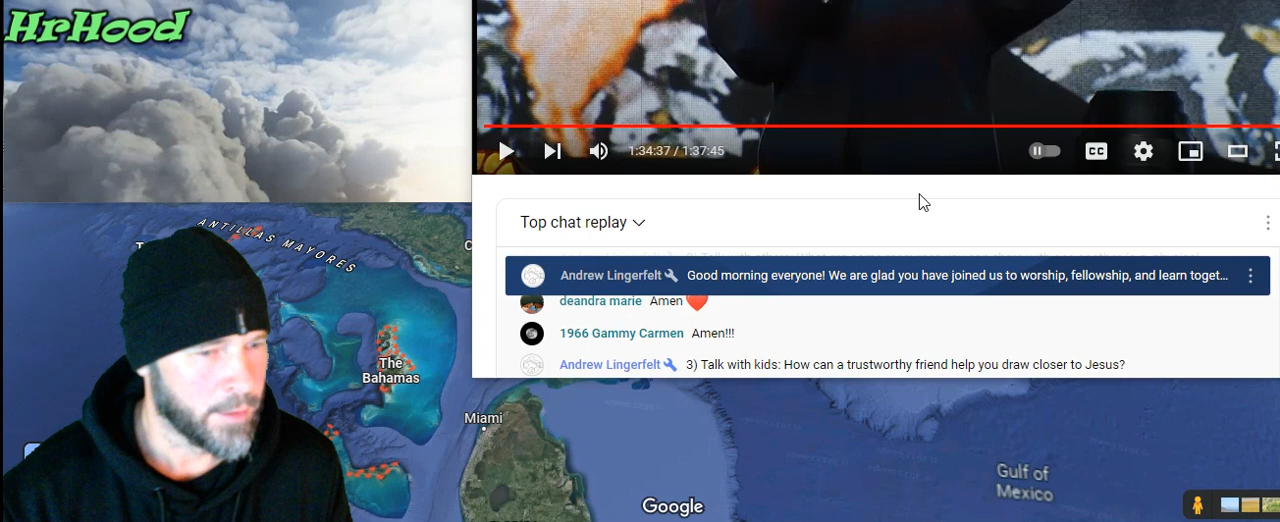 HrHood
1:34:37 / 1:37:45
CC
Top chat replay
Andrew Lingerfelt Good morning everyone! We are glad you have joined us to worship, fellowship, and learn toget...
deandra marie Amen
1966 Gammy Carmen Amen!!!
Andrew Lingerfelt 3) Talk with kids: How can a trustworthy friend help you draw closer to Jesus?
ANTILLAS MAYORES
The
Bahamas
Miami
Gulf of
Mexico
Google